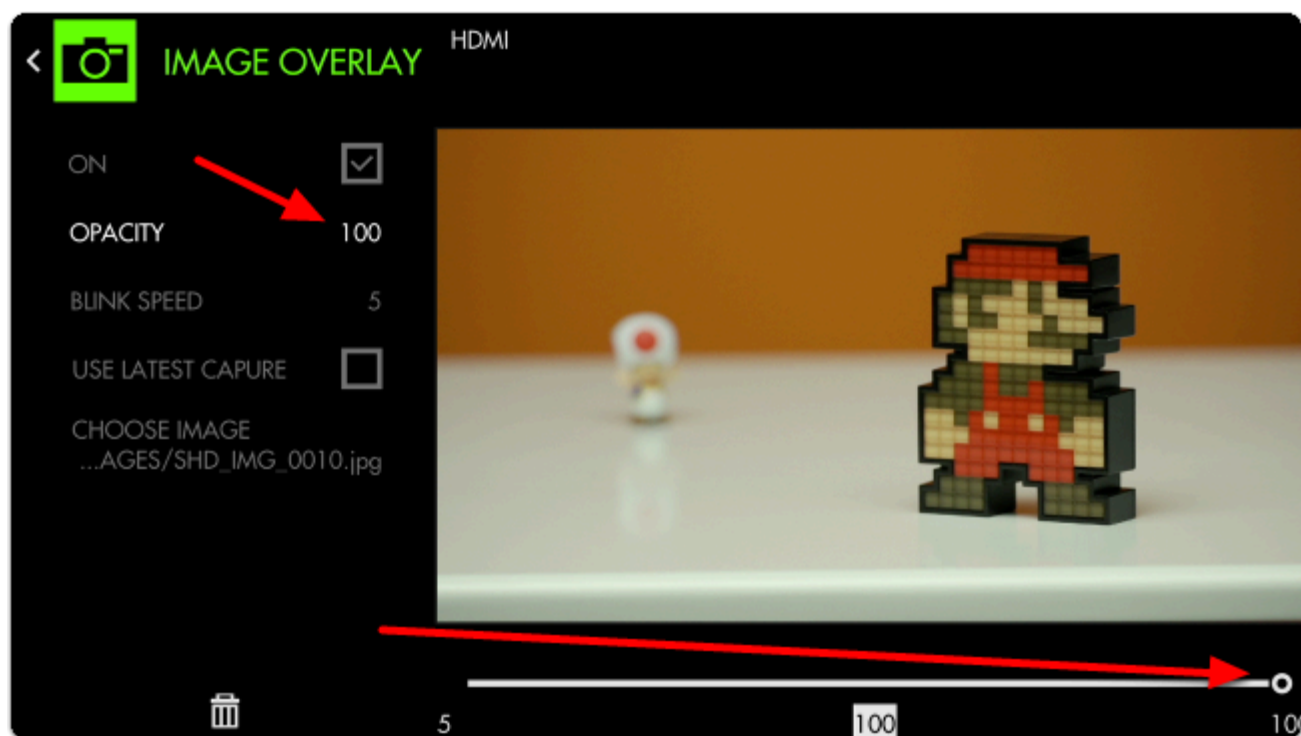 IMAGE OVERLAY
HDMI
ON
OPACITY 100
BLINK SPEED 5
USE LATEST CAPURE
CHOOSE IMAGE
...AGES/SHD_IMG_0010.jpg
5 100 100